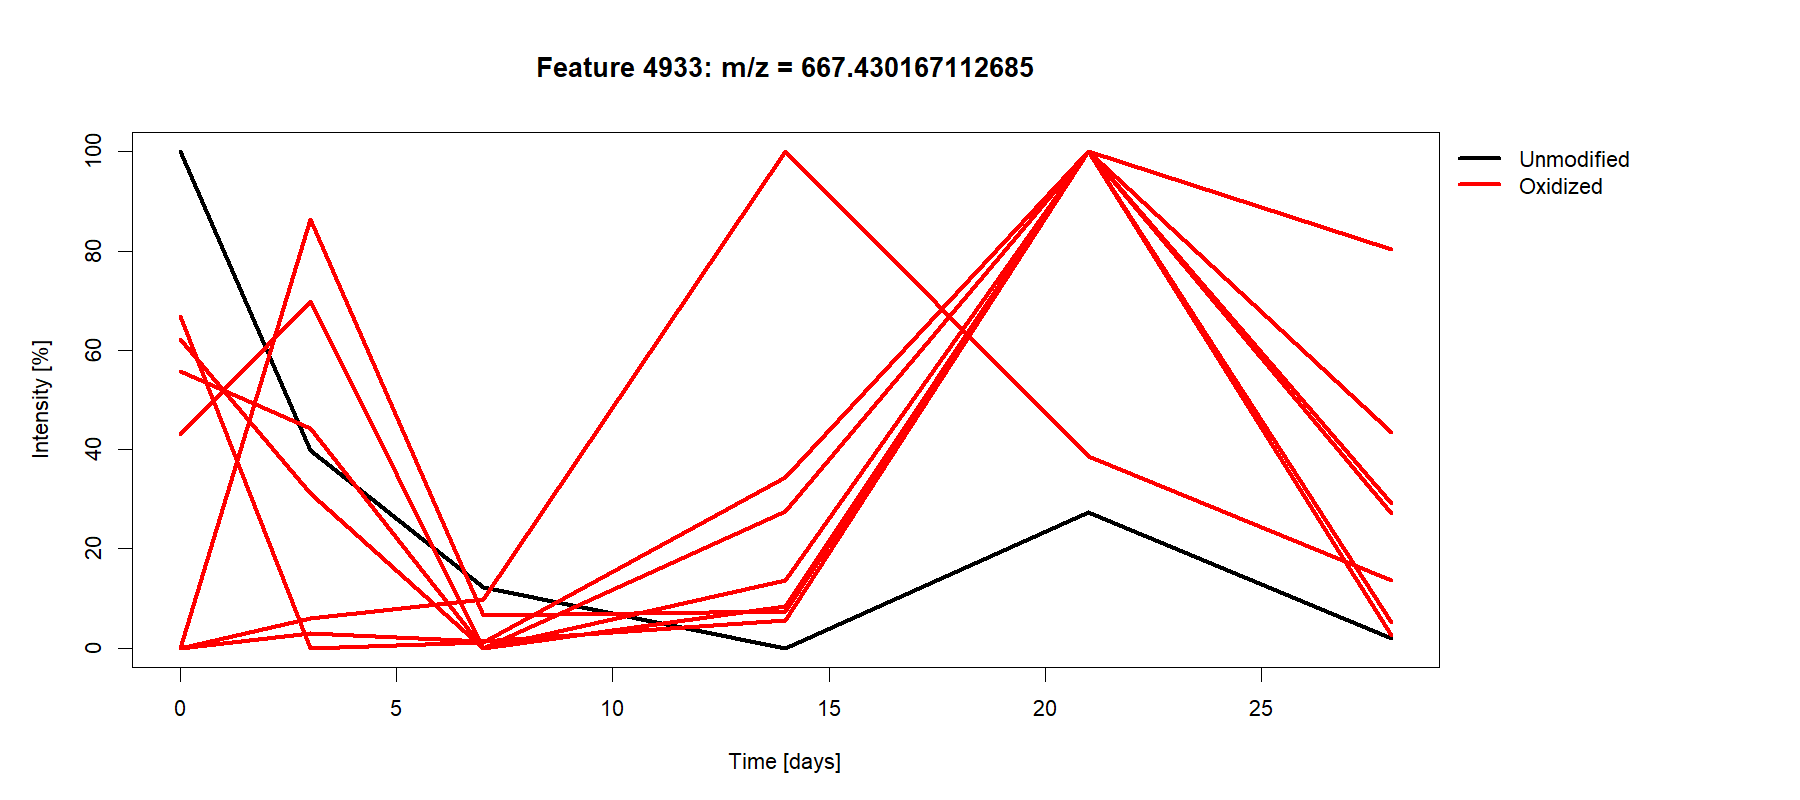 Feature 4933: m/z = 667.430167112685
Unmodified
Oxidized
Intensity [%]
100
80
60
40
20
0
0 5 10 15 20 25
Time [days]